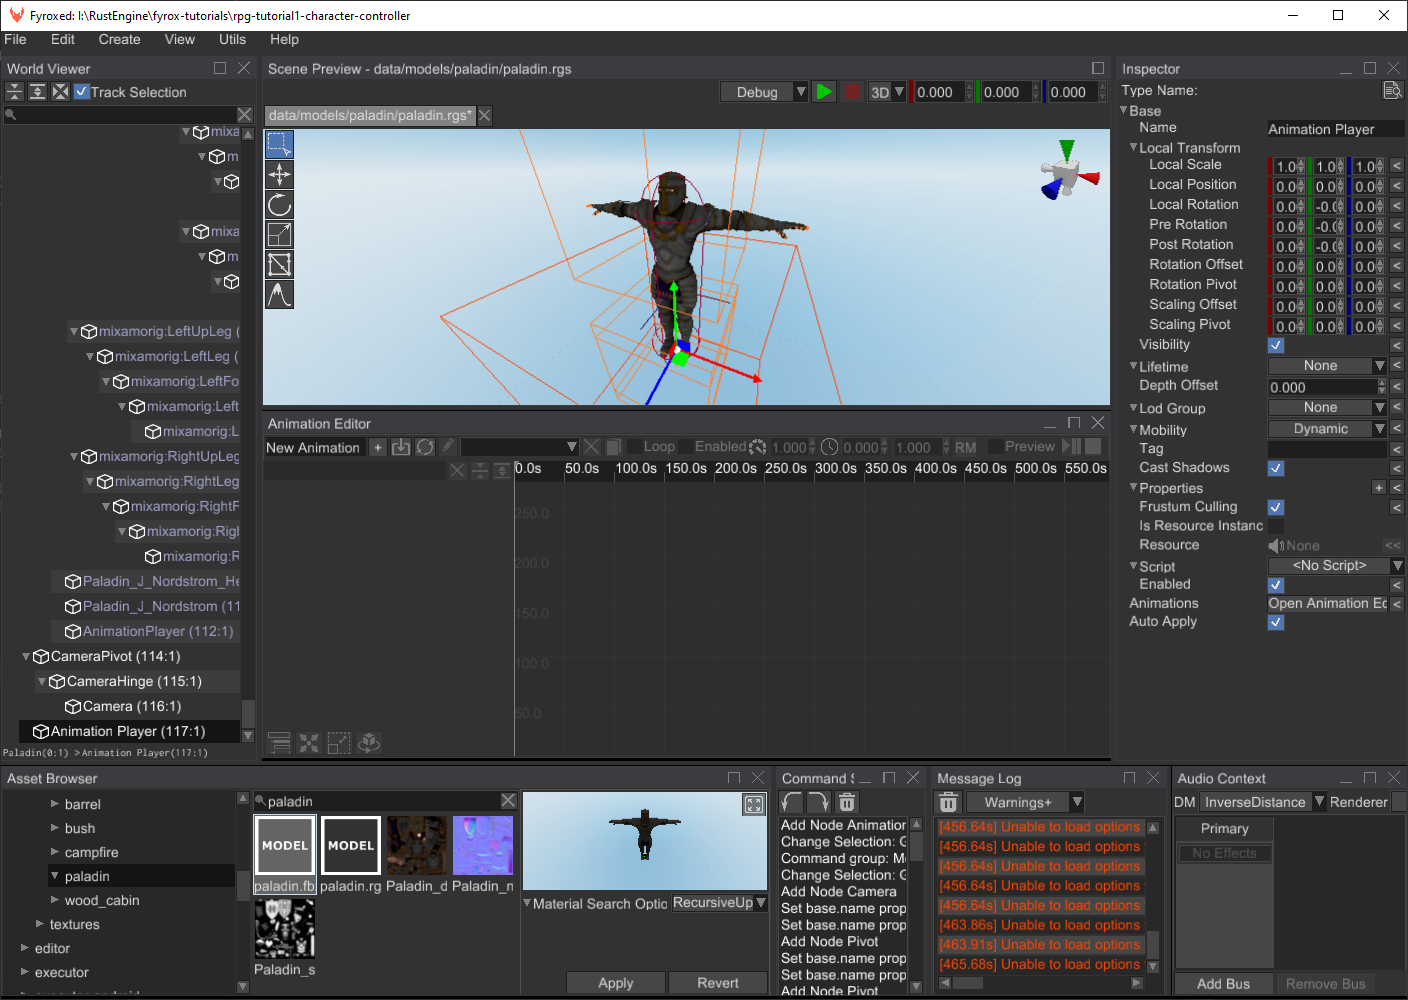 Fyroxed: I:\RustEngine\fyrox-tutorials\rpg-tutorial1-character-controller
File Edit Create View Utils Help
World Viewer
Track Selection
mixa
m
mixa
m
mixamorig:LeftUpLeg (
mixamorig:LeftLeg (
mixamorig:LeftFo
mixamorig:Left
mixamorig:L
mixamorig:RightUpLeg
mixamorig:RightLeg
mixamorig:RightF
mixamorig:Righ
mixamorig:R
Paladin_J_Nordstrom_He
Paladin_J_Nordstrom (11
AnimationPlayer (112:1)
CameraPivot (114:1)
CameraHinge (115:1)
Camera (116:1)
Animation Player (117:1)
Paladin(0:1) >Animation Player(117:1)
Scene Preview - data/models/paladin/paladin.rgs
Debug 3D 0.000 0.000 0.000
data/models/paladin/paladin.rgs*
Animation Editor
New Animation + Loop Enabled 1.000 0.000 1.000 RM Preview
0.0s 50.0s 100.0s 150.0s 200.0s 250.0s 300.0s 350.0s 400.0s 450.0s 500.0s 550.0s
250.0
200.0
150.0
100.0
50.0
Inspector
Type Name:
Base
Name Animation Player
Local Transform
Local Scale 1.0 1.0 1.0 <
Local Position 0.0 0.0 0.0 <
Local Rotation 0.0 -0.0 0.0 <
Pre Rotation 0.0 -0.0 0.0 <
Post Rotation 0.0 -0.0 0.0 <
Rotation Offset 0.0 0.0 0.0 <
Rotation Pivot 0.0 0.0 0.0 <
Scaling Offset 0.0 0.0 0.0 <
Scaling Pivot 0.0 0.0 0.0 <
Visibility <
Lifetime None <
Depth Offset 0.000 <
Lod Group None <
Mobility Dynamic <
Tag <
Cast Shadows <
Properties + <
Frustum Culling <
Is Resource Instanc
Resource None <<
Script <No Script>
Enabled <
Animations Open Animation Ec <
Auto Apply
Asset Browser
barrel
bush
campfire
paladin
wood_cabin
textures
editor
executor
paladin
MODEL MODEL
paladin.fb paladin.rg Paladin_d Paladin_n
Paladin_s
Material Search Optio RecursiveUp
Apply Revert
Command S
Add Node Animation
Change Selection: G
Command group: Mo
Change Selection: G
Add Node Camera
Set base.name prop
Set base.name prop
Add Node Pivot
Set base.name prop
Set base.name prop
Add Node Pivot
Message Log
Warnings+
[456.64s] Unable to load options
[456.64s] Unable to load options
[456.64s] Unable to load options
[456.64s] Unable to load options
[456.64s] Unable to load options
[463.86s] Unable to load options
[463.91s] Unable to load options
[465.68s] Unable to load options
Audio Context
DM InverseDistance Renderer
Primary
No Effects
Add Bus Remove Bus